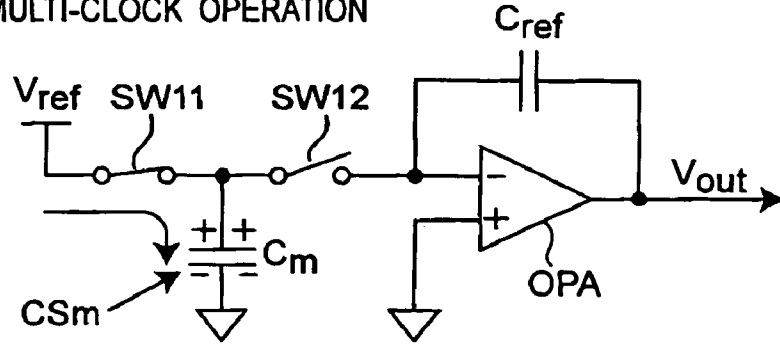 MULTI-CLOCK OPERATION
Cref
Vref SW11 SW12
- Vout
+ + + Cm
- -
OPA
CSm